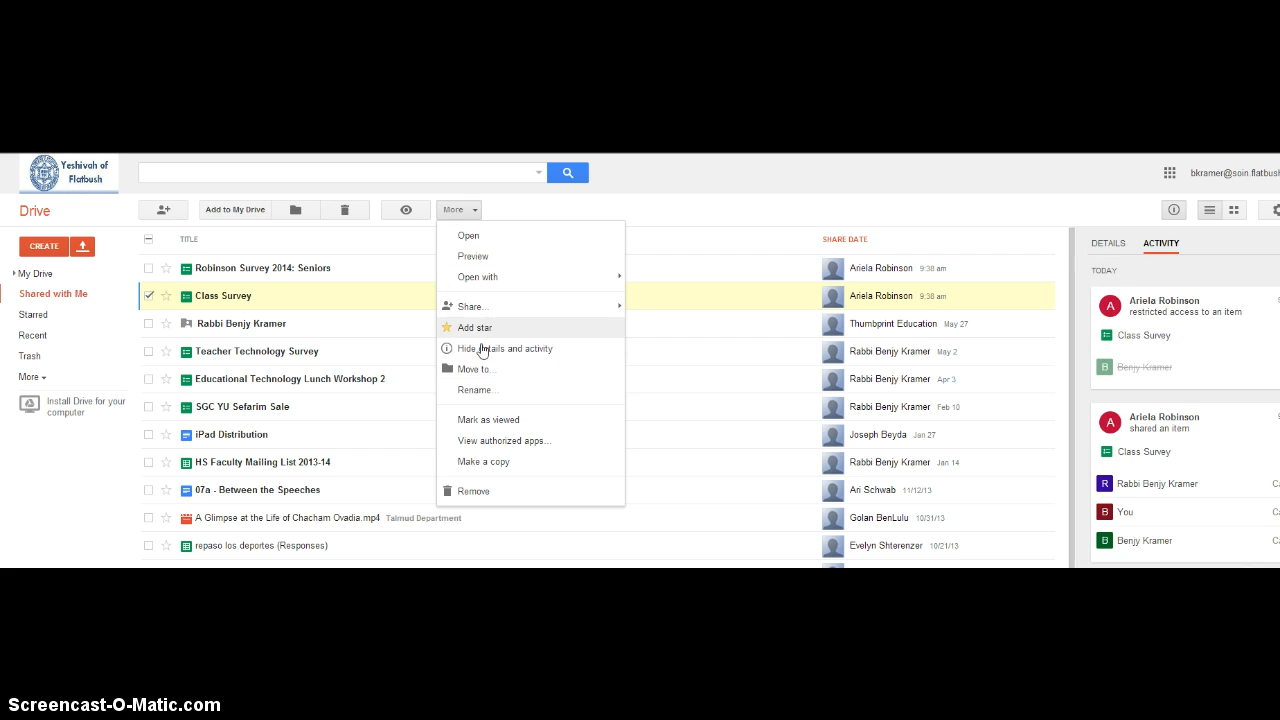 Yeshivah of
Flatbush
bkramer@soin.flatbush
Drive
Add to My Drive
More
CREATE
My Drive
Shared with Me
Starred
Recent
Trash
More
Install Drive for your
computer
TITLE
SHARE DATE
Robinson Survey 2014: Seniors Ariela Robinson 9:38 am
Class Survey Ariela Robinson 9:38 am
Rabbi Benjy Kramer Thumbprint Education May 27
Teacher Technology Survey Rabbi Benjy Kramer May 2
Educational Technology Lunch Workshop 2 Rabbi Benjy Kramer Apr 3
SGC YU Sefarim Sale Rabbi Benjy Kramer Feb 10
iPad Distribution Joseph Beyda Jan 27
HS Faculty Mailing List 2013-14 Rabbi Benjy Kramer Jan 14
07a - Between the Speeches Ari Schwab 11/12/13
A Glimpse at the Life of Chacham Ovadia.mp4 Talmud Department Golan BenLulu 10/31/13
repaso los deportes (Responses) Evelyn Shterenzer 10/21/13
Open
Preview
Open with
Share...
Add star
Hide details and activity
Move to...
Rename...
Mark as viewed
View authorized apps...
Make a copy
Remove
DETAILS ACTIVITY
TODAY
A Ariela Robinson 9
restricted access to an item
Class Survey
B Benjy Kramer
A Ariela Robinson 9
shared an item
Class Survey
R Rabbi Benjy Kramer Ca
B You Ca
B Benjy Kramer Ca
Screencast-O-Matic.com